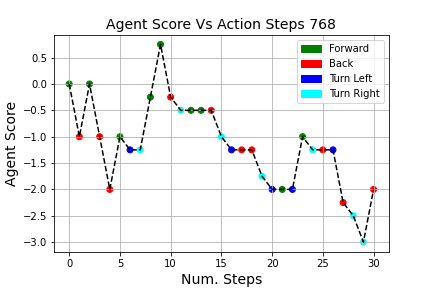 Agent Score Vs Action Steps 768
Forward
Back
Turn Left
Turn Right
Agent Score
0.5
0.0
−0.5
−1.0
−1.5
−2.0
−2.5
−3.0
0 5 10 15 20 25 30
Num. Steps